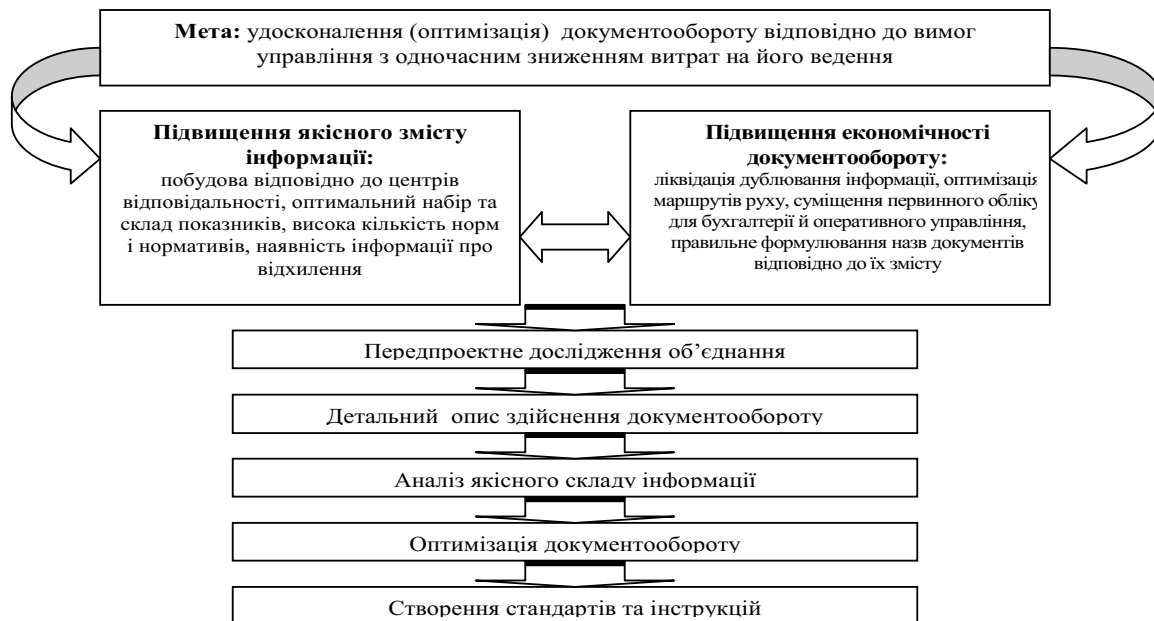 Мета: удосконалення (оптимізація) документообороту відповідно до вимог
управління з одночасним зниженням витрат на його ведення
Підвищення якісного змісту
інформації:
побудова відповідно до центрів
відповідальності, оптимальний набір та
склад показників, висока кількість норм
і нормативів, наявність інформації про
відхилення
Підвищення економічності
документообороту:
ліквідація дублювання інформації, оптимізація
маршрутів руху, суміщення первинного обліку
для бухгалтерії й оперативного управління,
правильне формулювання назв документів
відповідно до їх змісту
Передпроектне дослідження об’єднання
Детальний опис здійснення документообороту
Аналіз якісного складу інформації
Оптимізація документообороту
Створення стандартів та інструкцій